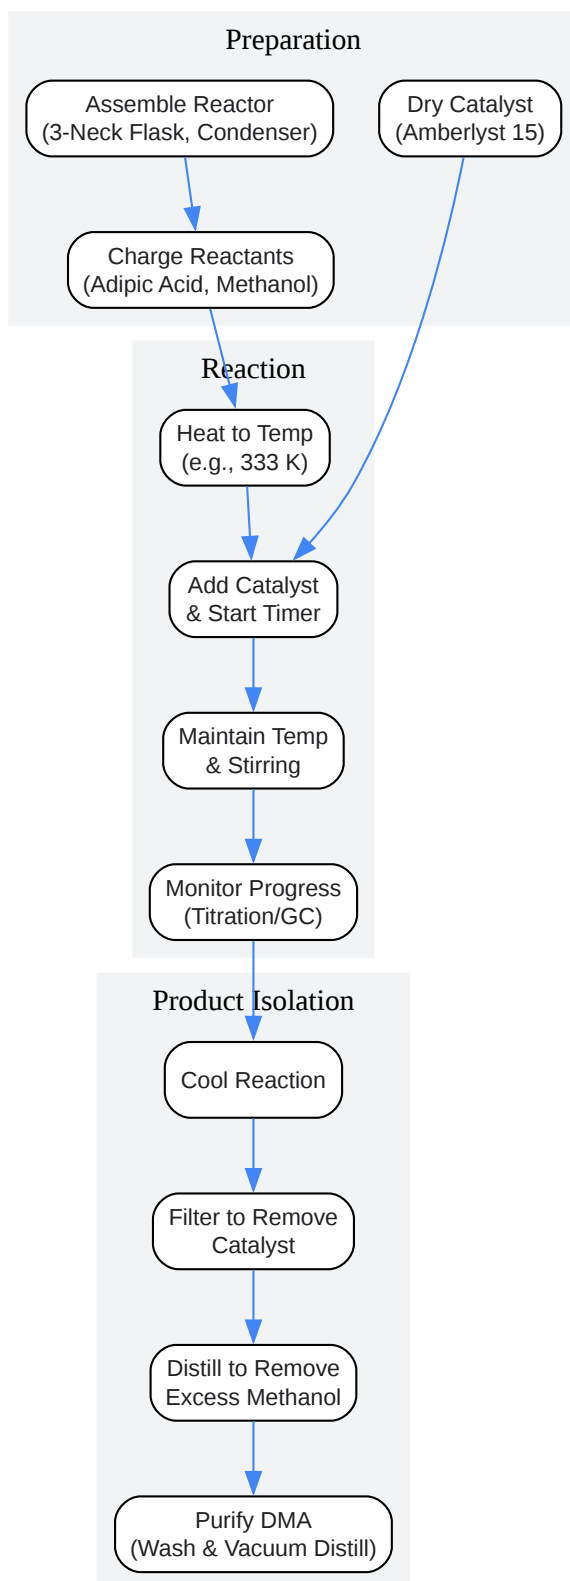 Preparation
Assemble Reactor
(3-Neck Flask, Condenser)
Dry Catalyst
(Amberlyst 15)
Charge Reactants
(Adipic Acid, Methanol)
Reaction
Heat to Temp
(e.g., 333 K)
Add Catalyst
& Start Timer
Maintain Temp
& Stirring
Monitor Progress
(Titration/GC)
Product Isolation
Cool Reaction
Filter to Remove
Catalyst
Distill to Remove
Excess Methanol
Purify DMA
(Wash & Vacuum Distill)